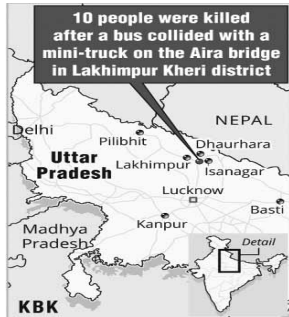 10 people were killed
after a bus collided with a
mini-truck on the Aira bridge
in Lakhimpur Kheri district
NEPAL
Delhi
Pilibhit
Dhaurhara
Uttar
Pradesh
Lakhimpur
Isanagar
Lucknow
Basti
Kanpur
Madhya
Pradesh
Detail
KBK